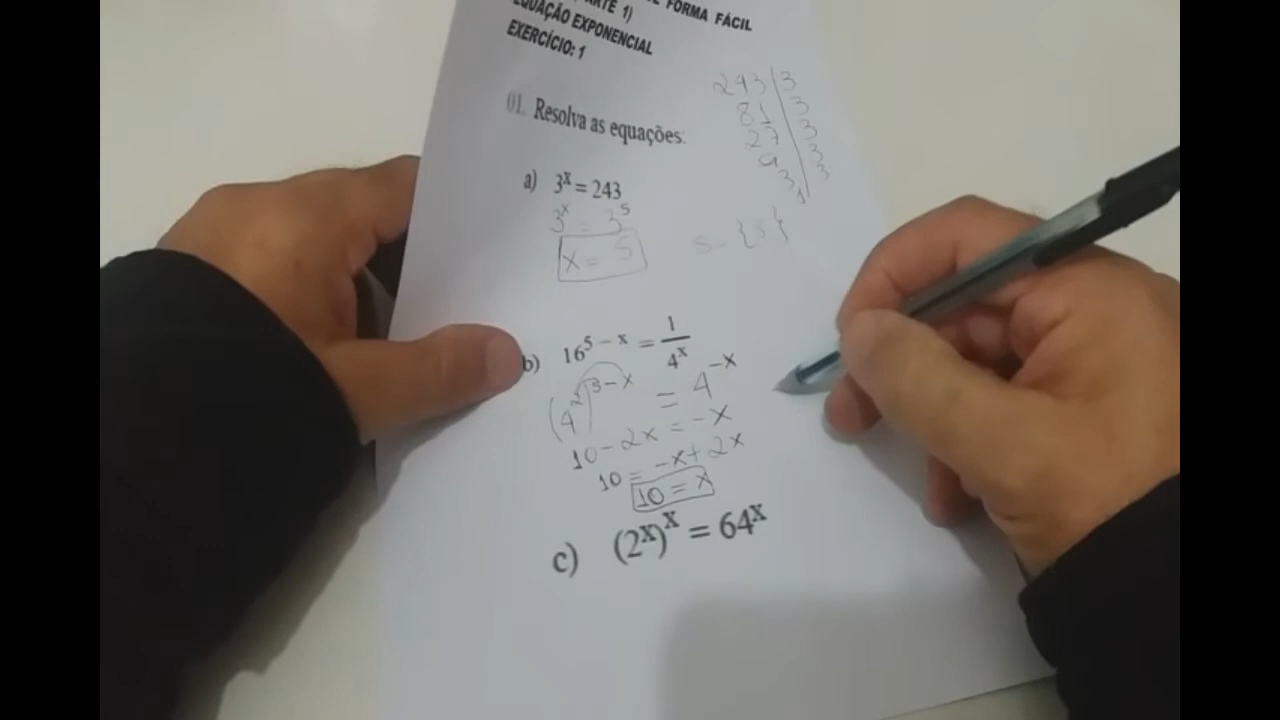 FORMA FÁCIL
PARTE 1)
EQUAÇÃO EXPONENCIAL
EXERCÍCIO: 1
01. Resolva as equações:
243 | 3
81 | 3
27 | 3
9 | 3
3 | 3
1
a) 3^x = 243
3^x = 3^5
x = 5
S = {5}
b) 16^(5 – x) = 1/4^x
(4^2)^(5-x) = 4^-x
10 - 2x = -x
10 = -x + 2x
10 = x
c) (2^x)^x = 64^x